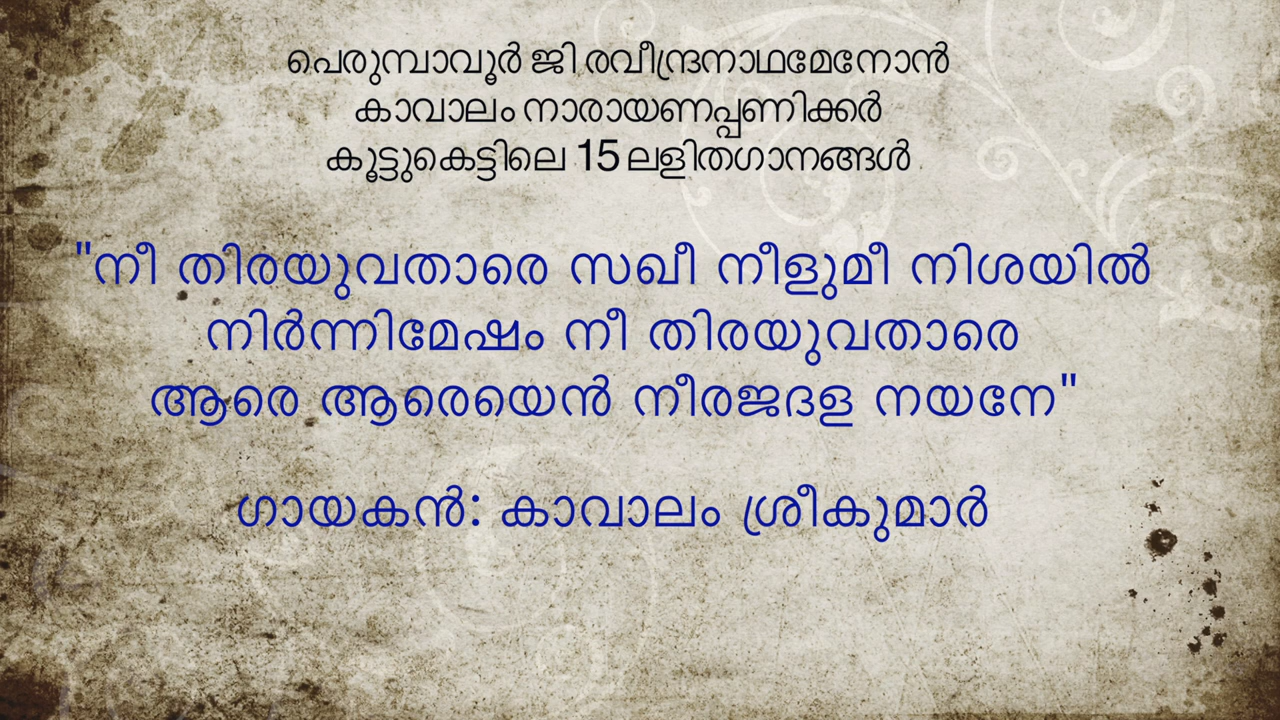 പെരുമ്പാവൂർ ജി രവീന്ദ്രനാഥമേനോൻ
കാവാലം നാരായണപ്പണിക്കർ
കൂട്ടുകെട്ടിലെ 15 ലളിതഗാനങ്ങൾ
"നീ തിരയുവതാരെ സഖീ നീളുമീ നിശയിൽ
നിർന്നിമേഷം നീ തിരയുവതാരെ
ആരെ ആരെയെൻ നീരജദള നയനേ"
ഗായകൻ: കാവാലം ശ്രീകുമാർ